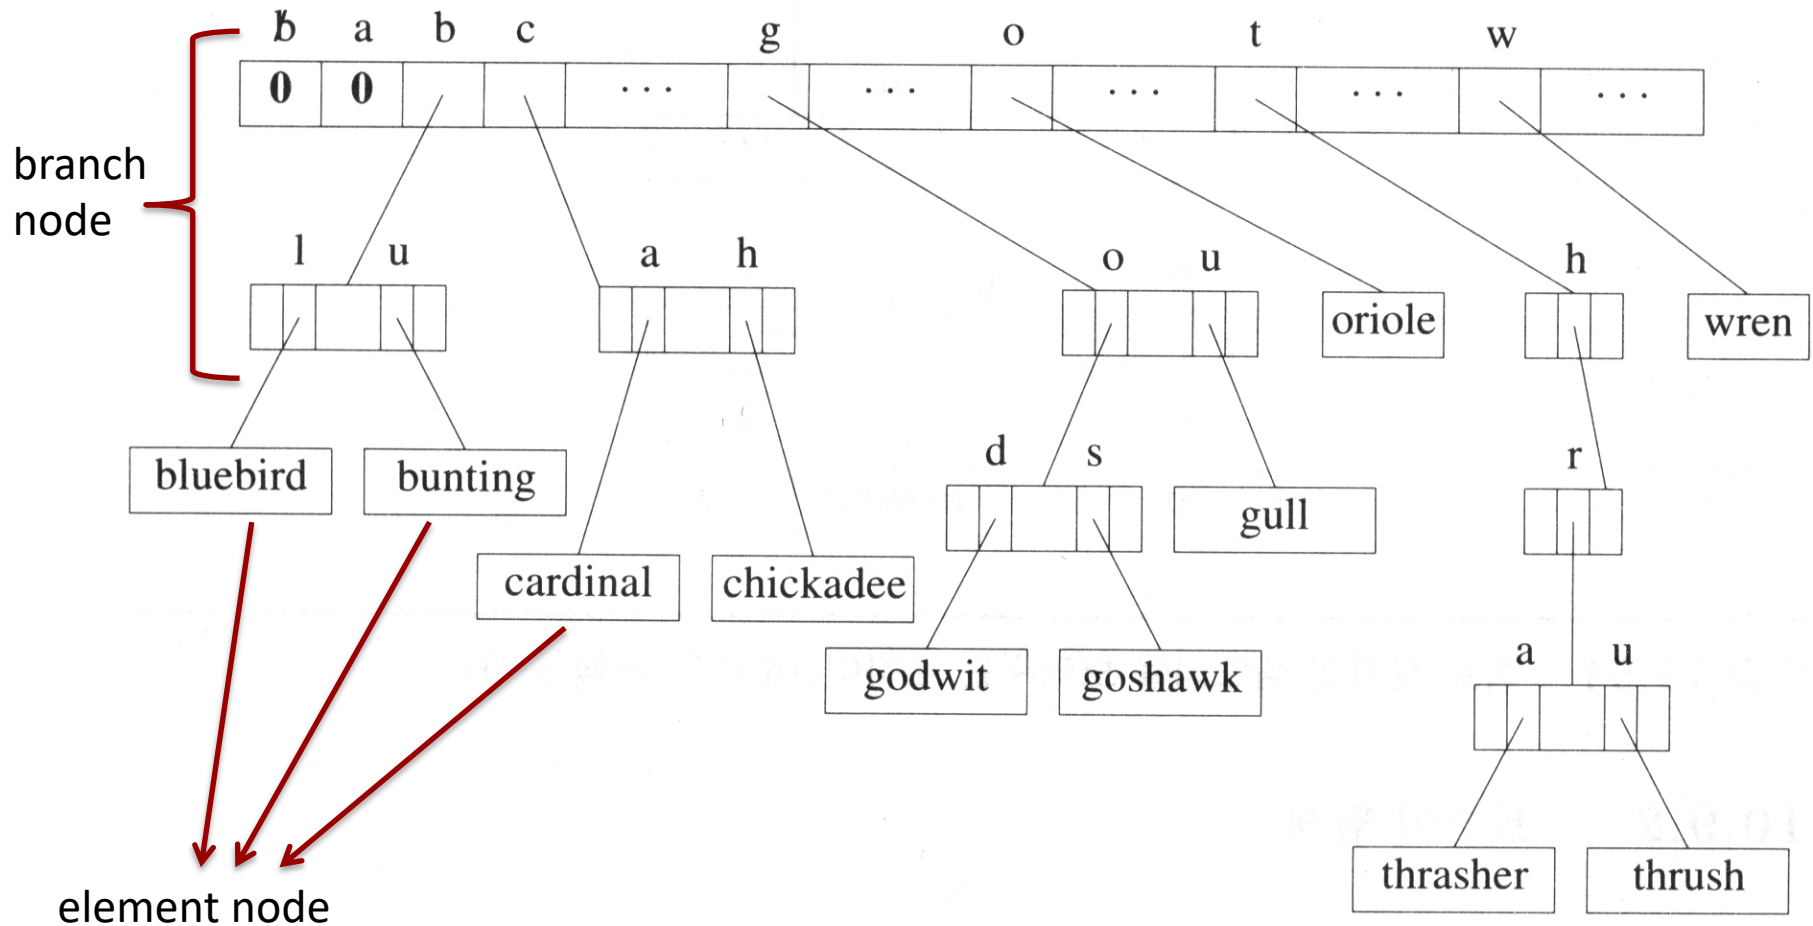 b̸ a b c g o t w
0 0 ... ... ... ... ...
branch
node
l u a h o u h
oriole wren
d s r
bluebird bunting gull
cardinal chickadee
a u
godwit goshawk
thrasher thrush
element node